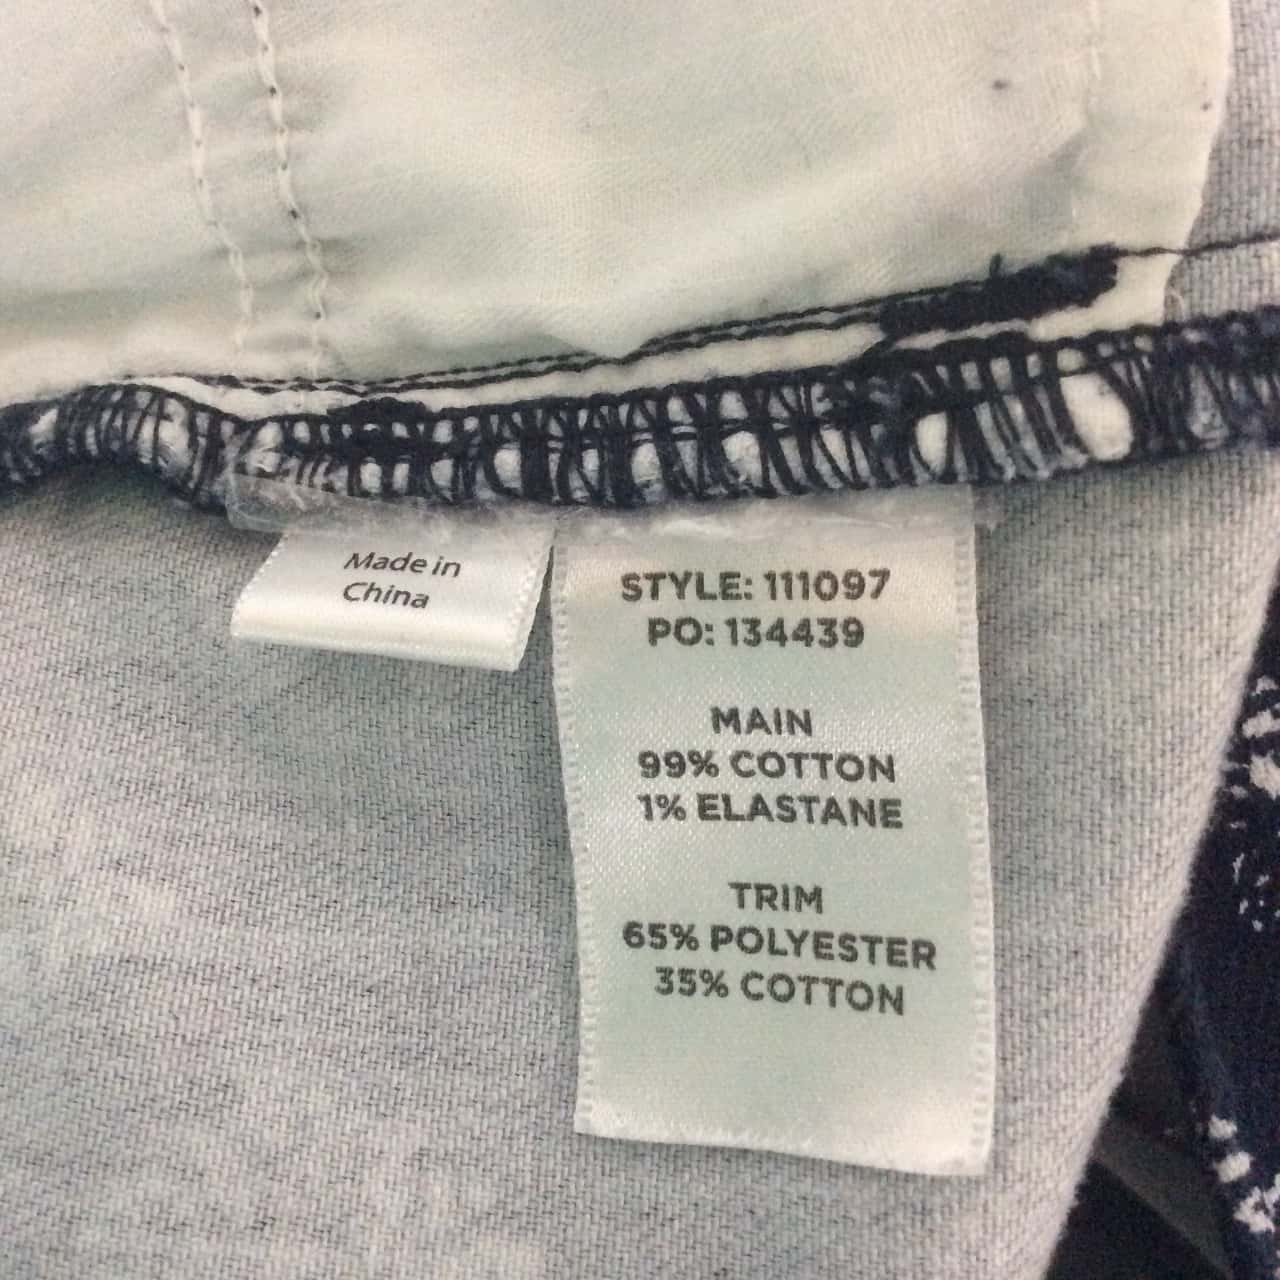 Made in
China
STYLE: 111097
PO: 134439
MAIN
99% COTTON
1% ELASTANE
TRIM
65% POLYESTER
35% COTTON